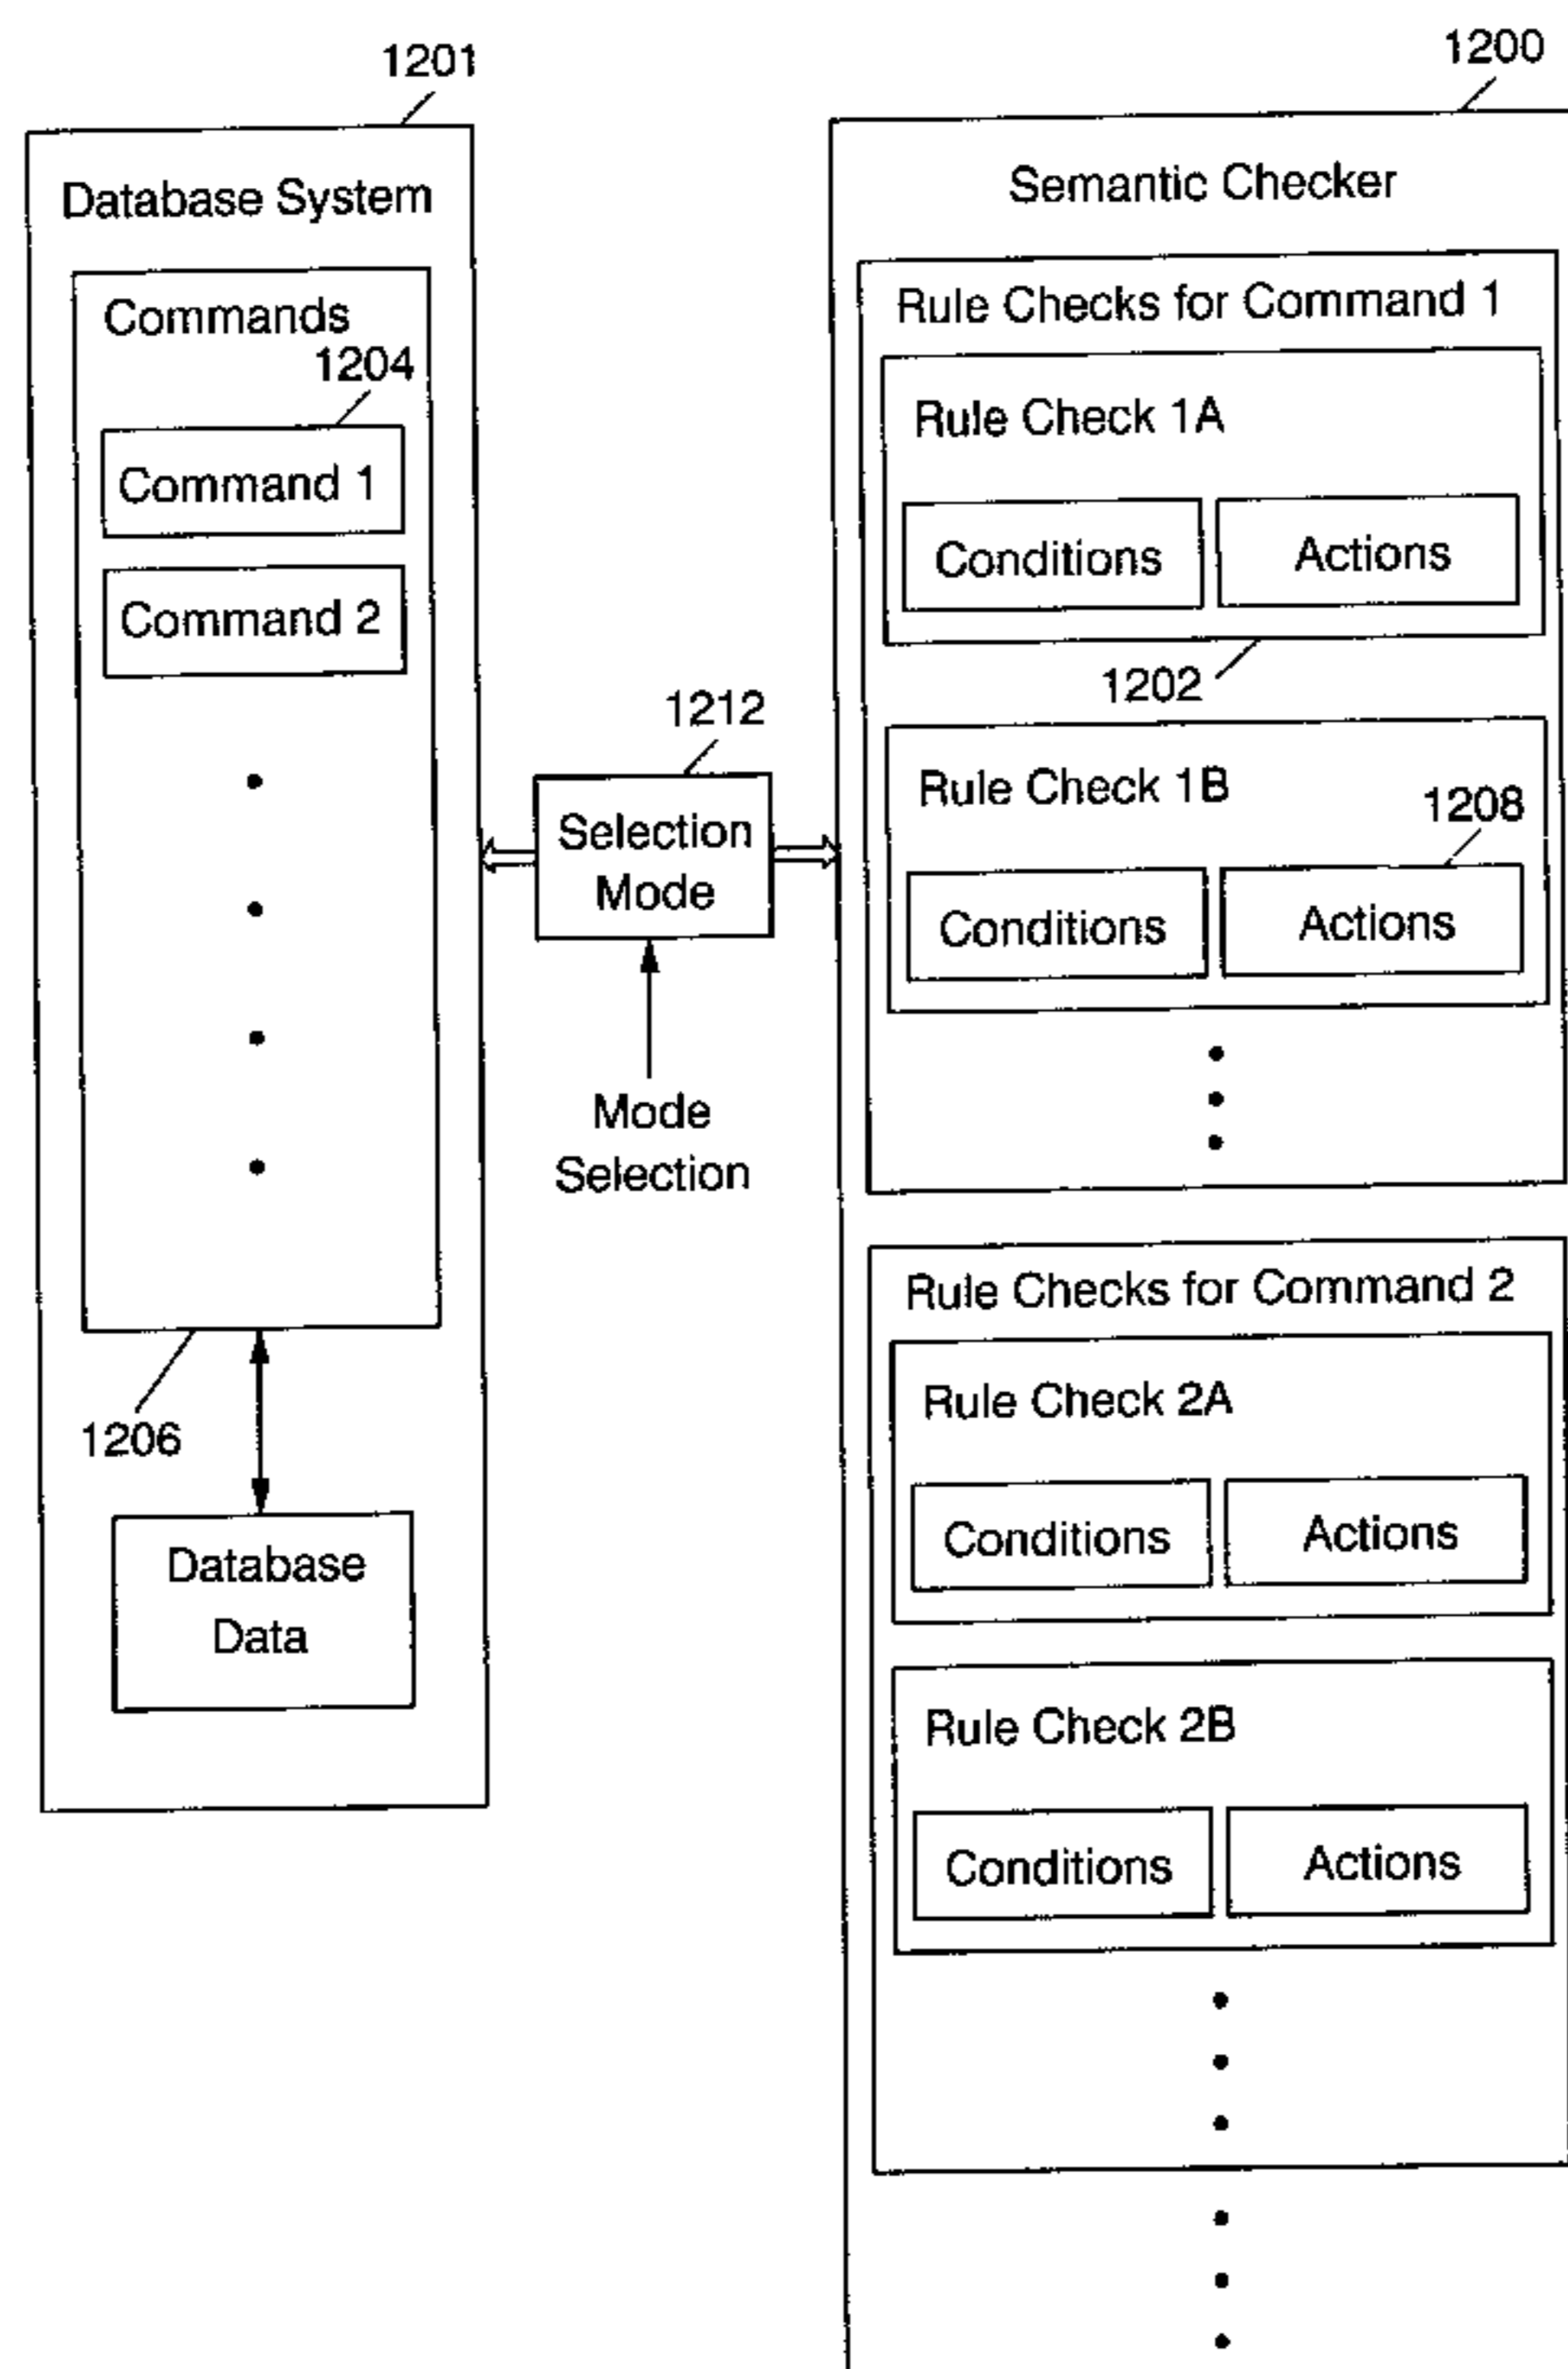 1201
Database System
Commands
1204
Command 1
Command 2
1206
Database
Data
1212
Selection
Mode
Mode
Selection
1200
Semantic Checker
Rule Checks for Command 1
Rule Check 1A
Conditions
Actions
1202
Rule Check 1B
1208
Conditions
Actions
Rule Checks for Command 2
Rule Check 2A
Conditions
Actions
Rule Check 2B
Conditions
Actions